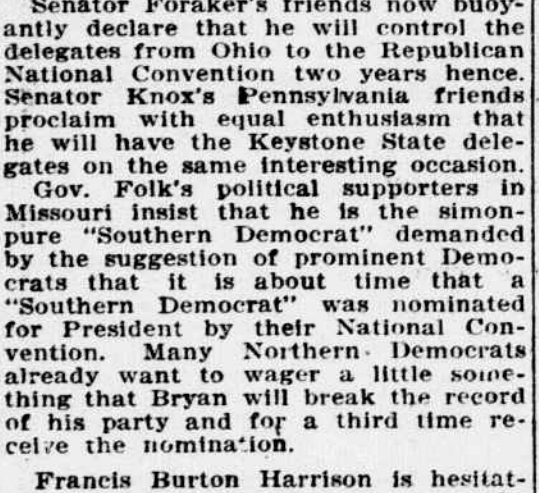 Senator Foraker's friends now buoy-
antly declare that he will control the
delegates from Ohio to the Republican
National Convention two years hence.
Senator Knox's Pennsylvania friends
proclaim with equal enthusiasm that
he will have the Keystone State dele-
gates on the same interesting occasion.
Gov. Folk's political supporters in
Missouri insist that he is the simon-
pure "Southern Democrat" demanded
by the suggestion of prominent Demo-
crats that it is about time that a
"Southern Democrat" was nominated
for President by their National Con-
vention. Many Northern Democrats
already want to wager a little some-
thing that Bryan will break the record
of his party and for a third time re-
ceive the nomination.
Francis Burton Harrison is hesitat-